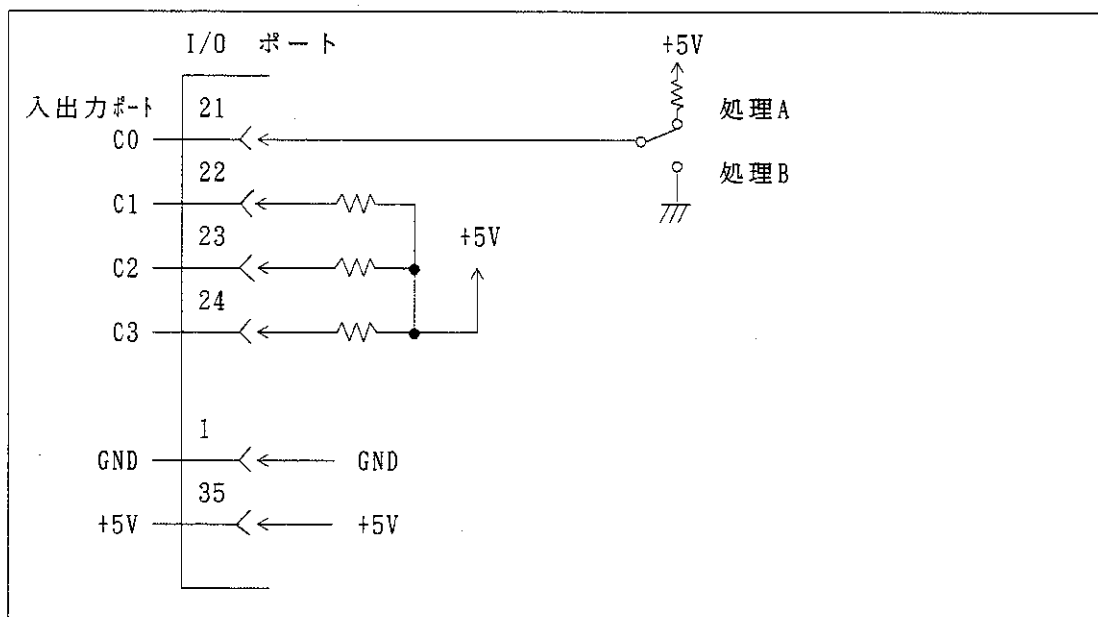 I/O ポート
+5V
入出力ポート
21
処理A
C0
22
処理B
C1
23
+5V
C2
24
C3
1
GND
GND
35
+5V
+5V